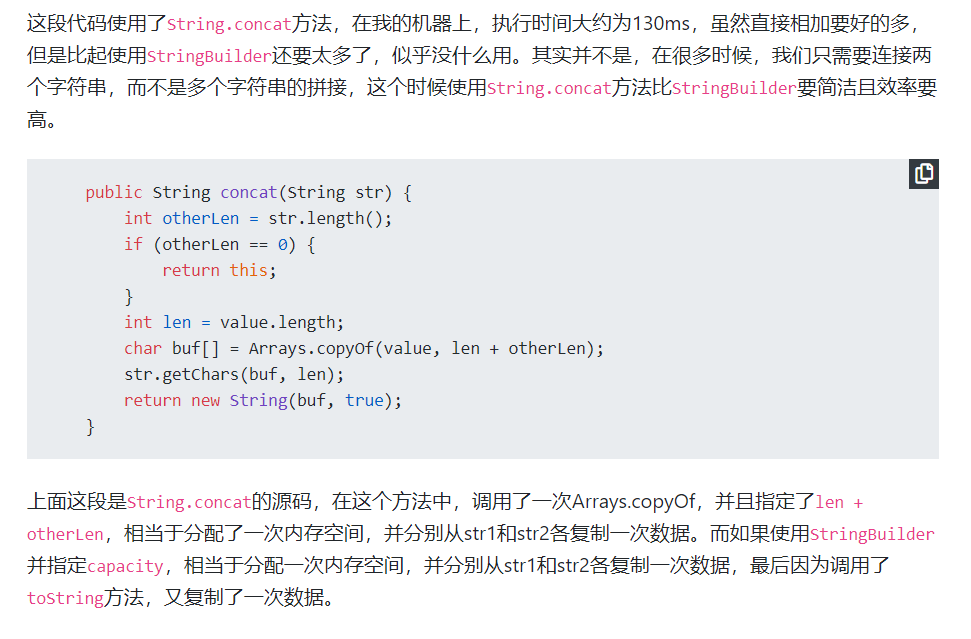 这段代码使用了String.concat方法，在我的机器上，执行时间大约为130ms，虽然直接相加要好的多，
但是比起使用StringBuilder还要太多了，似乎没什么用。其实并不是，在很多时候，我们只需要连接两
个字符串，而不是多个字符串的拼接，这个时候使用String.concat方法比StringBuilder要简洁且效率要
高。
public String concat(String str) {
int otherLen = str.length();
if (otherLen == 0) {
return this;
}
int len = value.length;
char buf[] = Arrays.copyOf(value, len + otherLen);
str.getChars(buf, len);
return new String(buf, true);
}
上面这段是String.concat的源码，在这个方法中，调用了一次Arrays.copyOf，并且指定了len +
otherLen，相当于分配了一次内存空间，并分别从str1和str2各复制一次数据。而如果使用StringBuilder
并指定capacity，相当于分配一次内存空间，并分别从str1和str2各复制一次数据，最后因为调用了
toString方法，又复制了一次数据。